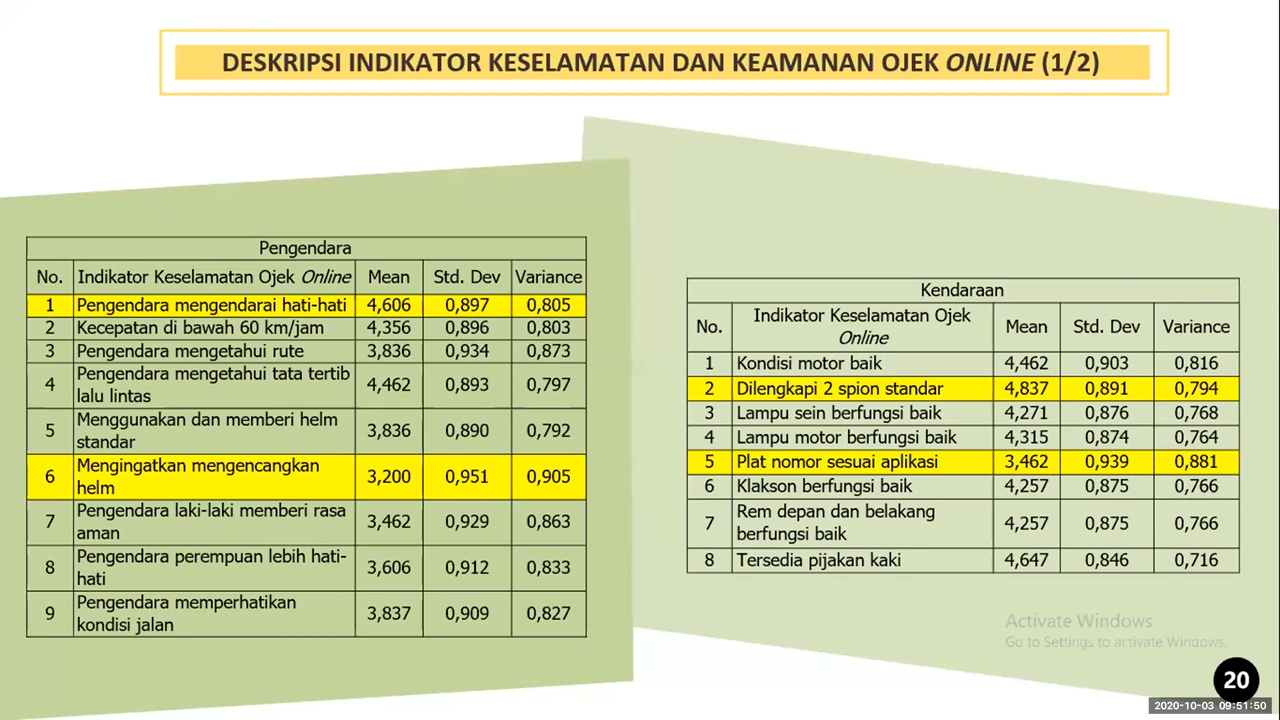 DESKRIPSI INDIKATOR KESELAMATAN DAN KEAMANAN OJEK ONLINE (1/2)
Pengendara
No. Indikator Keselamatan Ojek Online Mean Std. Dev Variance
1 Pengendara mengendarai hati-hati 4,606 0,897 0,805
2 Kecepatan di bawah 60 km/jam 4,356 0,896 0,803
3 Pengendara mengetahui rute 3,836 0,934 0,873
4 Pengendara mengetahui tata tertib
lalu lintas 4,462 0,893 0,797
5 Menggunakan dan memberi helm
standar 3,836 0,890 0,792
6 Mengingatkan mengencangkan
helm 3,200 0,951 0,905
7 Pengendara laki-laki memberi rasa
aman 3,462 0,929 0,863
8 Pengendara perempuan lebih hati-
hati 3,606 0,912 0,833
9 Pengendara memperhatikan
kondisi jalan 3,837 0,909 0,827
Kendaraan
No. Indikator Keselamatan Ojek
Online Mean Std. Dev Variance
1 Kondisi motor baik 4,462 0,903 0,816
2 Dilengkapi 2 spion standar 4,837 0,891 0,794
3 Lampu sein berfungsi baik 4,271 0,876 0,768
4 Lampu motor berfungsi baik 4,315 0,874 0,764
5 Plat nomor sesuai aplikasi 3,462 0,939 0,881
6 Klakson berfungsi baik 4,257 0,875 0,766
7 Rem depan dan belakang
berfungsi baik 4,257 0,875 0,766
8 Tersedia pijakan kaki 4,647 0,846 0,716
Activate Windows
Go to Settings to activate Windows.
20
2020-10-03 09:51:50